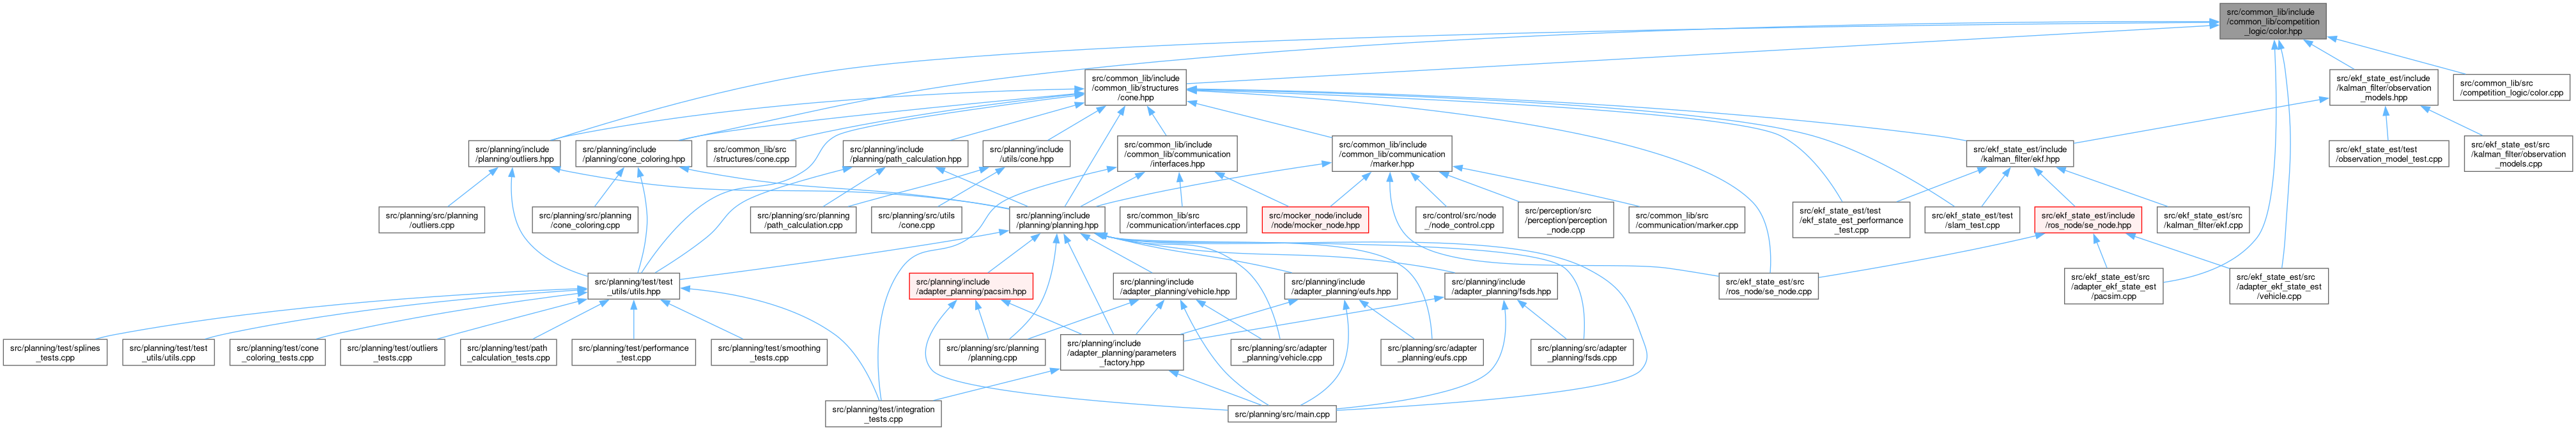 src/common_lib/include
/common_lib/competition
_logic/color.hpp
src/common_lib/include
/common_lib/structures
/cone.hpp
src/ekf_state_est/include
/kalman_filter/observation
_models.hpp
src/common_lib/src
/competition_logic/color.cpp
src/planning/include
/planning/outliers.hpp
src/planning/include
/planning/cone_coloring.hpp
src/common_lib/src
/structures/cone.cpp
src/planning/include
/planning/path_calculation.hpp
src/planning/include
/utils/cone.hpp
src/common_lib/include
/common_lib/communication
/interfaces.hpp
src/common_lib/include
/common_lib/communication
/marker.hpp
src/ekf_state_est/include
/kalman_filter/ekf.hpp
src/ekf_state_est/test
/observation_model_test.cpp
src/ekf_state_est/src
/kalman_filter/observation
_models.cpp
src/planning/src/planning
/outliers.cpp
src/planning/src/planning
/cone_coloring.cpp
src/planning/src/planning
/path_calculation.cpp
src/planning/src/utils
/cone.cpp
src/planning/include
/planning/planning.hpp
src/common_lib/src
/communication/interfaces.cpp
src/mocker_node/include
/node/mocker_node.hpp
src/control/src/node
_/node_control.cpp
src/perception/src
/perception/perception
_node.cpp
src/common_lib/src
/communication/marker.cpp
src/ekf_state_est/test
/ekf_state_est_performance
_test.cpp
src/ekf_state_est/test
/slam_test.cpp
src/ekf_state_est/include
/ros_node/se_node.hpp
src/ekf_state_est/src
/kalman_filter/ekf.cpp
src/planning/test/test
_utils/utils.hpp
src/planning/include
/adapter_planning/pacsim.hpp
src/planning/include
/adapter_planning/vehicle.hpp
src/planning/include
/adapter_planning/eufs.hpp
src/planning/include
/adapter_planning/fsds.hpp
src/ekf_state_est/src
/ros_node/se_node.cpp
src/ekf_state_est/src
/adapter_ekf_state_est
/pacsim.cpp
src/ekf_state_est/src
/adapter_ekf_state_est
/vehicle.cpp
src/planning/test/splines
_tests.cpp
src/planning/test/test
_utils/utils.cpp
src/planning/test/cone
_coloring_tests.cpp
src/planning/test/outliers
_tests.cpp
src/planning/test/path
_calculation_tests.cpp
src/planning/test/performance
_test.cpp
src/planning/test/smoothing
_tests.cpp
src/planning/src/planning
/planning.cpp
src/planning/include
/adapter_planning/parameters
_factory.hpp
src/planning/src/adapter
_planning/vehicle.cpp
src/planning/src/adapter
_planning/eufs.cpp
src/planning/src/adapter
_planning/fsds.cpp
src/planning/test/integration
_tests.cpp
src/planning/src/main.cpp